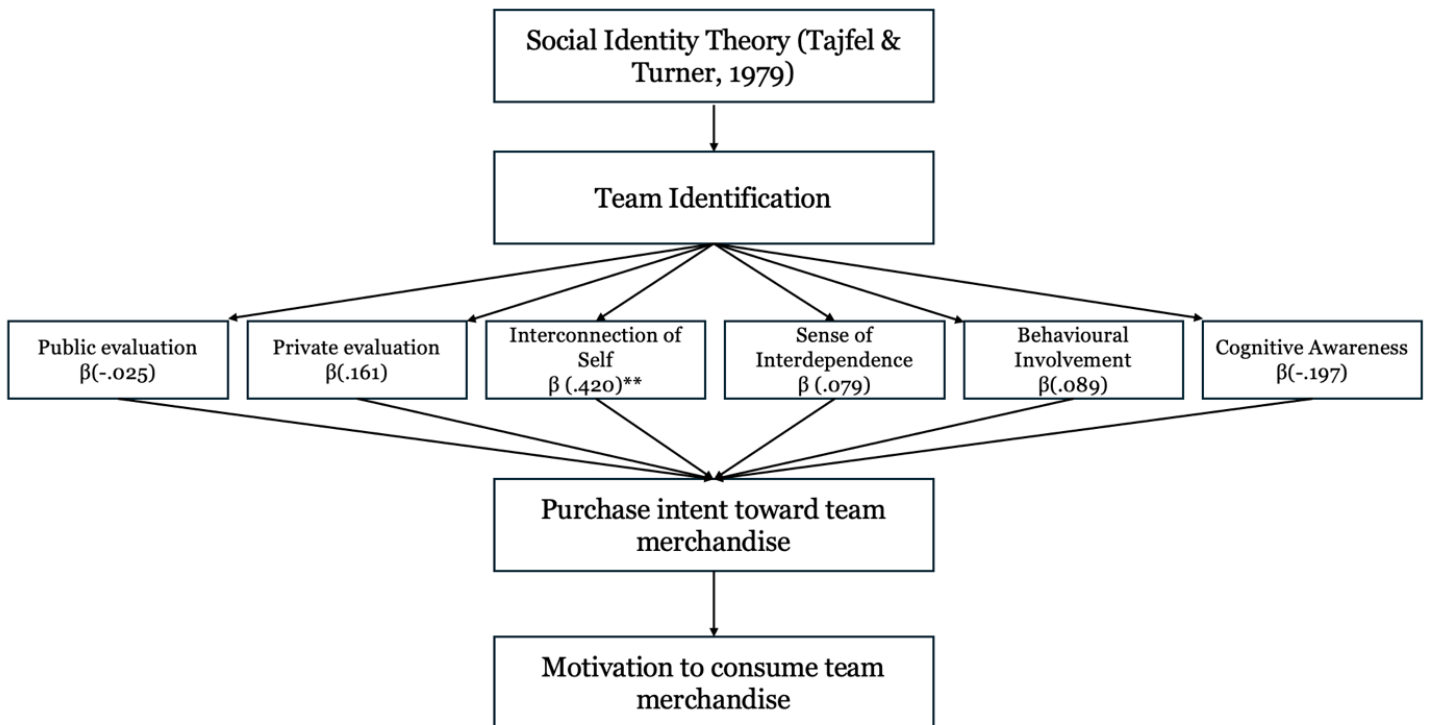 Social Identity Theory (Tajfel &
Turner, 1979)
Team Identification
Public evaluation
β(-.025)
Private evaluation
β(.161)
Interconnection of
Self
β (.420)**
Sense of
Interdependence
β (.079)
Behavioural
Involvement
β(.089)
Cognitive Awareness
β(-.197)
Purchase intent toward team
merchandise
Motivation to consume team
merchandise